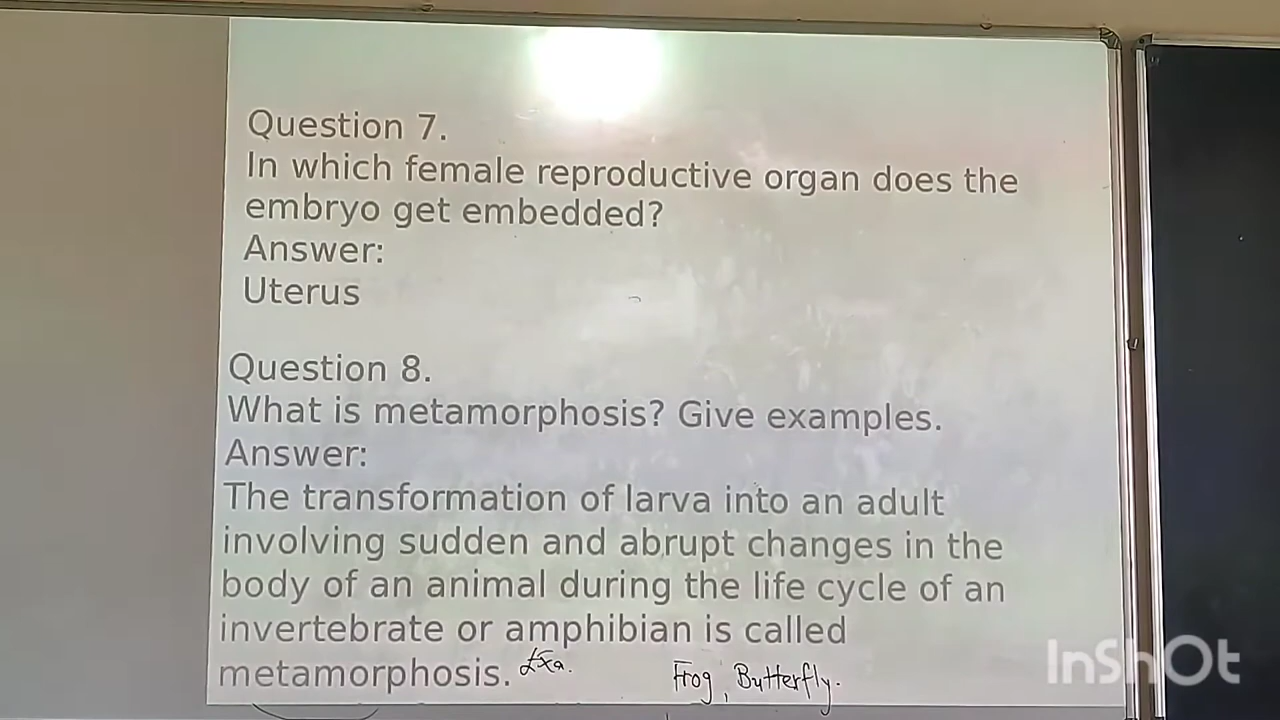 Question 7.
In which female reproductive organ does the
embryo get embedded?
Answer:
Uterus
Question 8.
What is metamorphosis? Give examples.
Answer:
The transformation of larva into an adult
involving sudden and abrupt changes in the
body of an animal during the life cycle of an
invertebrate or amphibian is called
metamorphosis. Exa. Frog, Butterfly.
InShOt